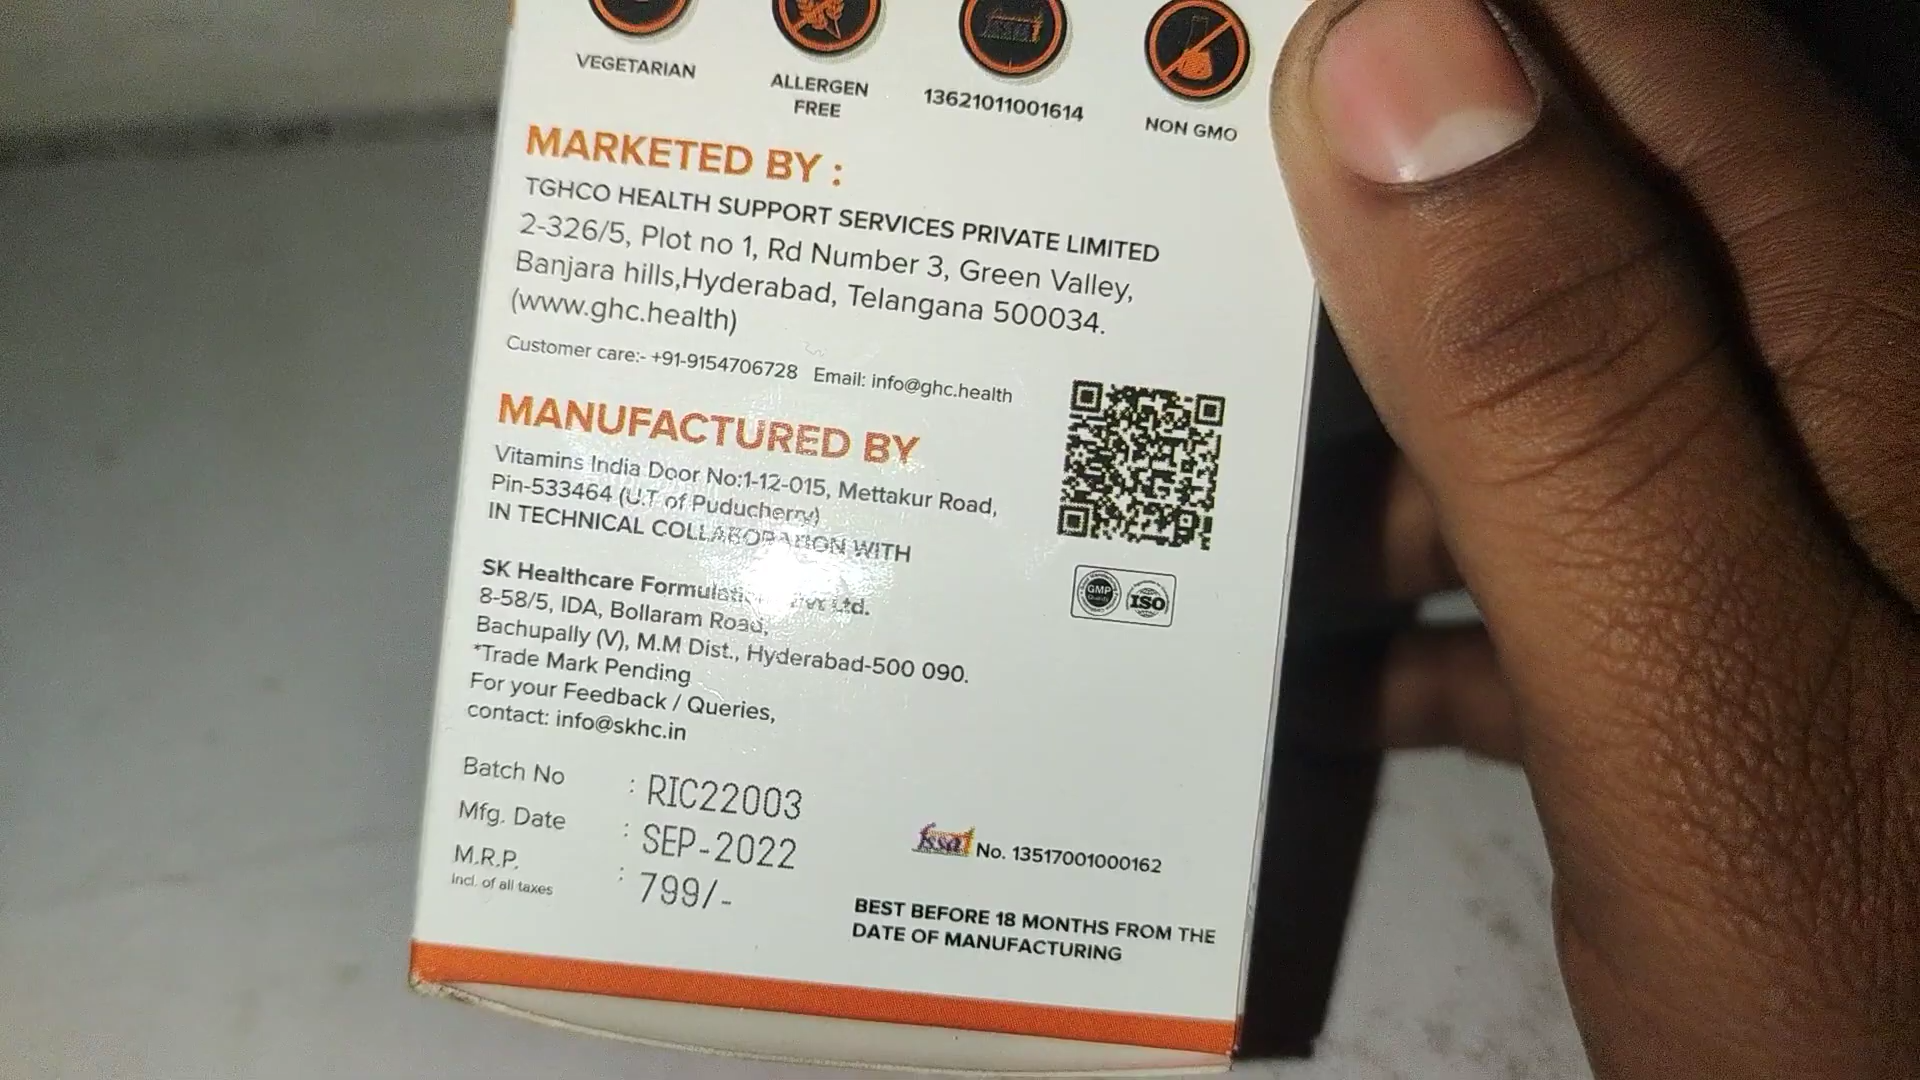 VEGETARIAN
ALLERGEN
FREE
13621011001614
NON GMO
MARKETED BY :
TGHCO HEALTH SUPPORT SERVICES PRIVATE LIMITED
2-326/5, Plot no 1, Rd Number 3, Green Valley,
Banjara hills,Hyderabad, Telangana 500034.
(www.ghc.health)
Customer care:- +91-9154706728 Email: info@ghc.health
MANUFACTURED BY
Vitamins India Door No:1-12-015, Mettakur Road,
Pin-533464 (U.T of Puducherry)
IN TECHNICAL COLLABORATION WITH
SK Healthcare Ltd.
8-58/5, IDA, Bollaram Road,
Bachupally (V), M.M Dist., Hyderabad-500 090.
*Trade Mark Pending
For your Feedback / Queries,
contact: info@skhc.in
GMP
Quality
ISO
Batch No : RIC22003
Mfg. Date : SEP-2022
M.R.P. : 799/-
Incl. of all taxes
fssai No. 13517001000162
BEST BEFORE 18 MONTHS FROM THE
DATE OF MANUFACTURING